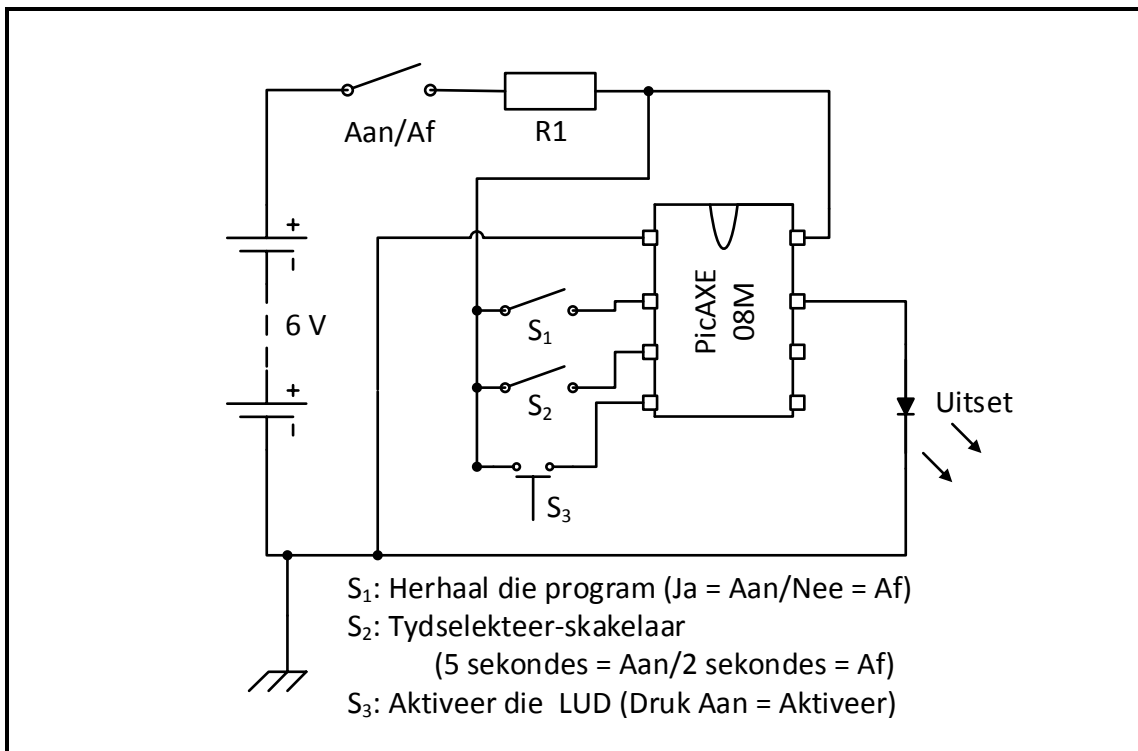 Aan/Af
R1
+
–
6 V
+
–
PicAXE
08M
S₁
S₂
S₃
Uitset
S₁: Herhaal die program (Ja = Aan/Nee = Af)
S₂: Tydselekteer-skakelaar
(5 sekondes = Aan/2 sekondes = Af)
S₃: Aktiveer die LUD (Druk Aan = Aktiveer)